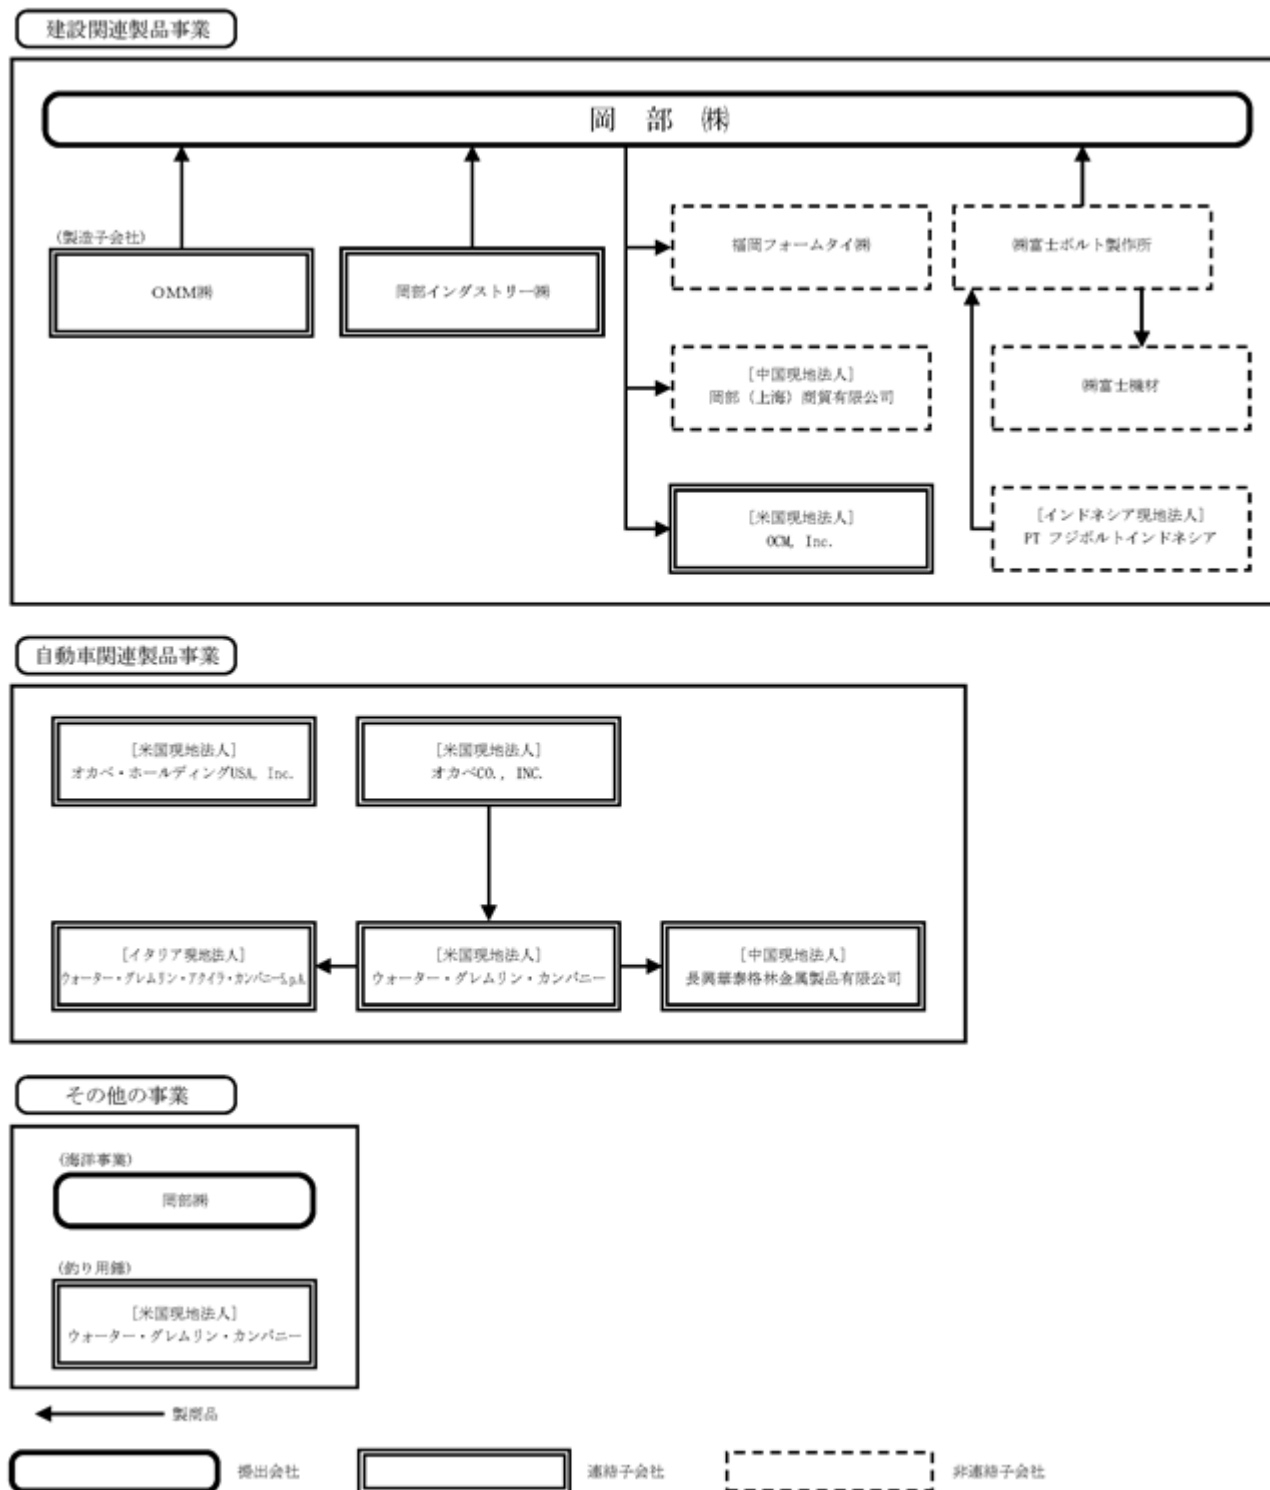 建設関連製品事業
岡 部 ㈱
(製造子会社)
OMM㈱
岡部インダストリー㈱
福岡フォームタイ㈱
㈱富士ボルト製作所
[中国現地法人]
岡部（上海）商貿有限公司
㈱富士機材
[米国現地法人]
OCM, Inc.
[インドネシア現地法人]
PT フジボルトインドネシア
自動車関連製品事業
[米国現地法人]
オカベ・ホールディングUSA, Inc.
[米国現地法人]
オカベCO., INC.
[イタリア現地法人]
ウォーター・グレムリン・アクイラ・カンパニーS.p.A.
[米国現地法人]
ウォーター・グレムリン・カンパニー
[中国現地法人]
長興華泰格林金属製品有限公司
その他の事業
(海洋事業)
岡部㈱
(釣り用錘)
[米国現地法人]
ウォーター・グレムリン・カンパニー
製商品
提出会社
連結子会社
非連結子会社